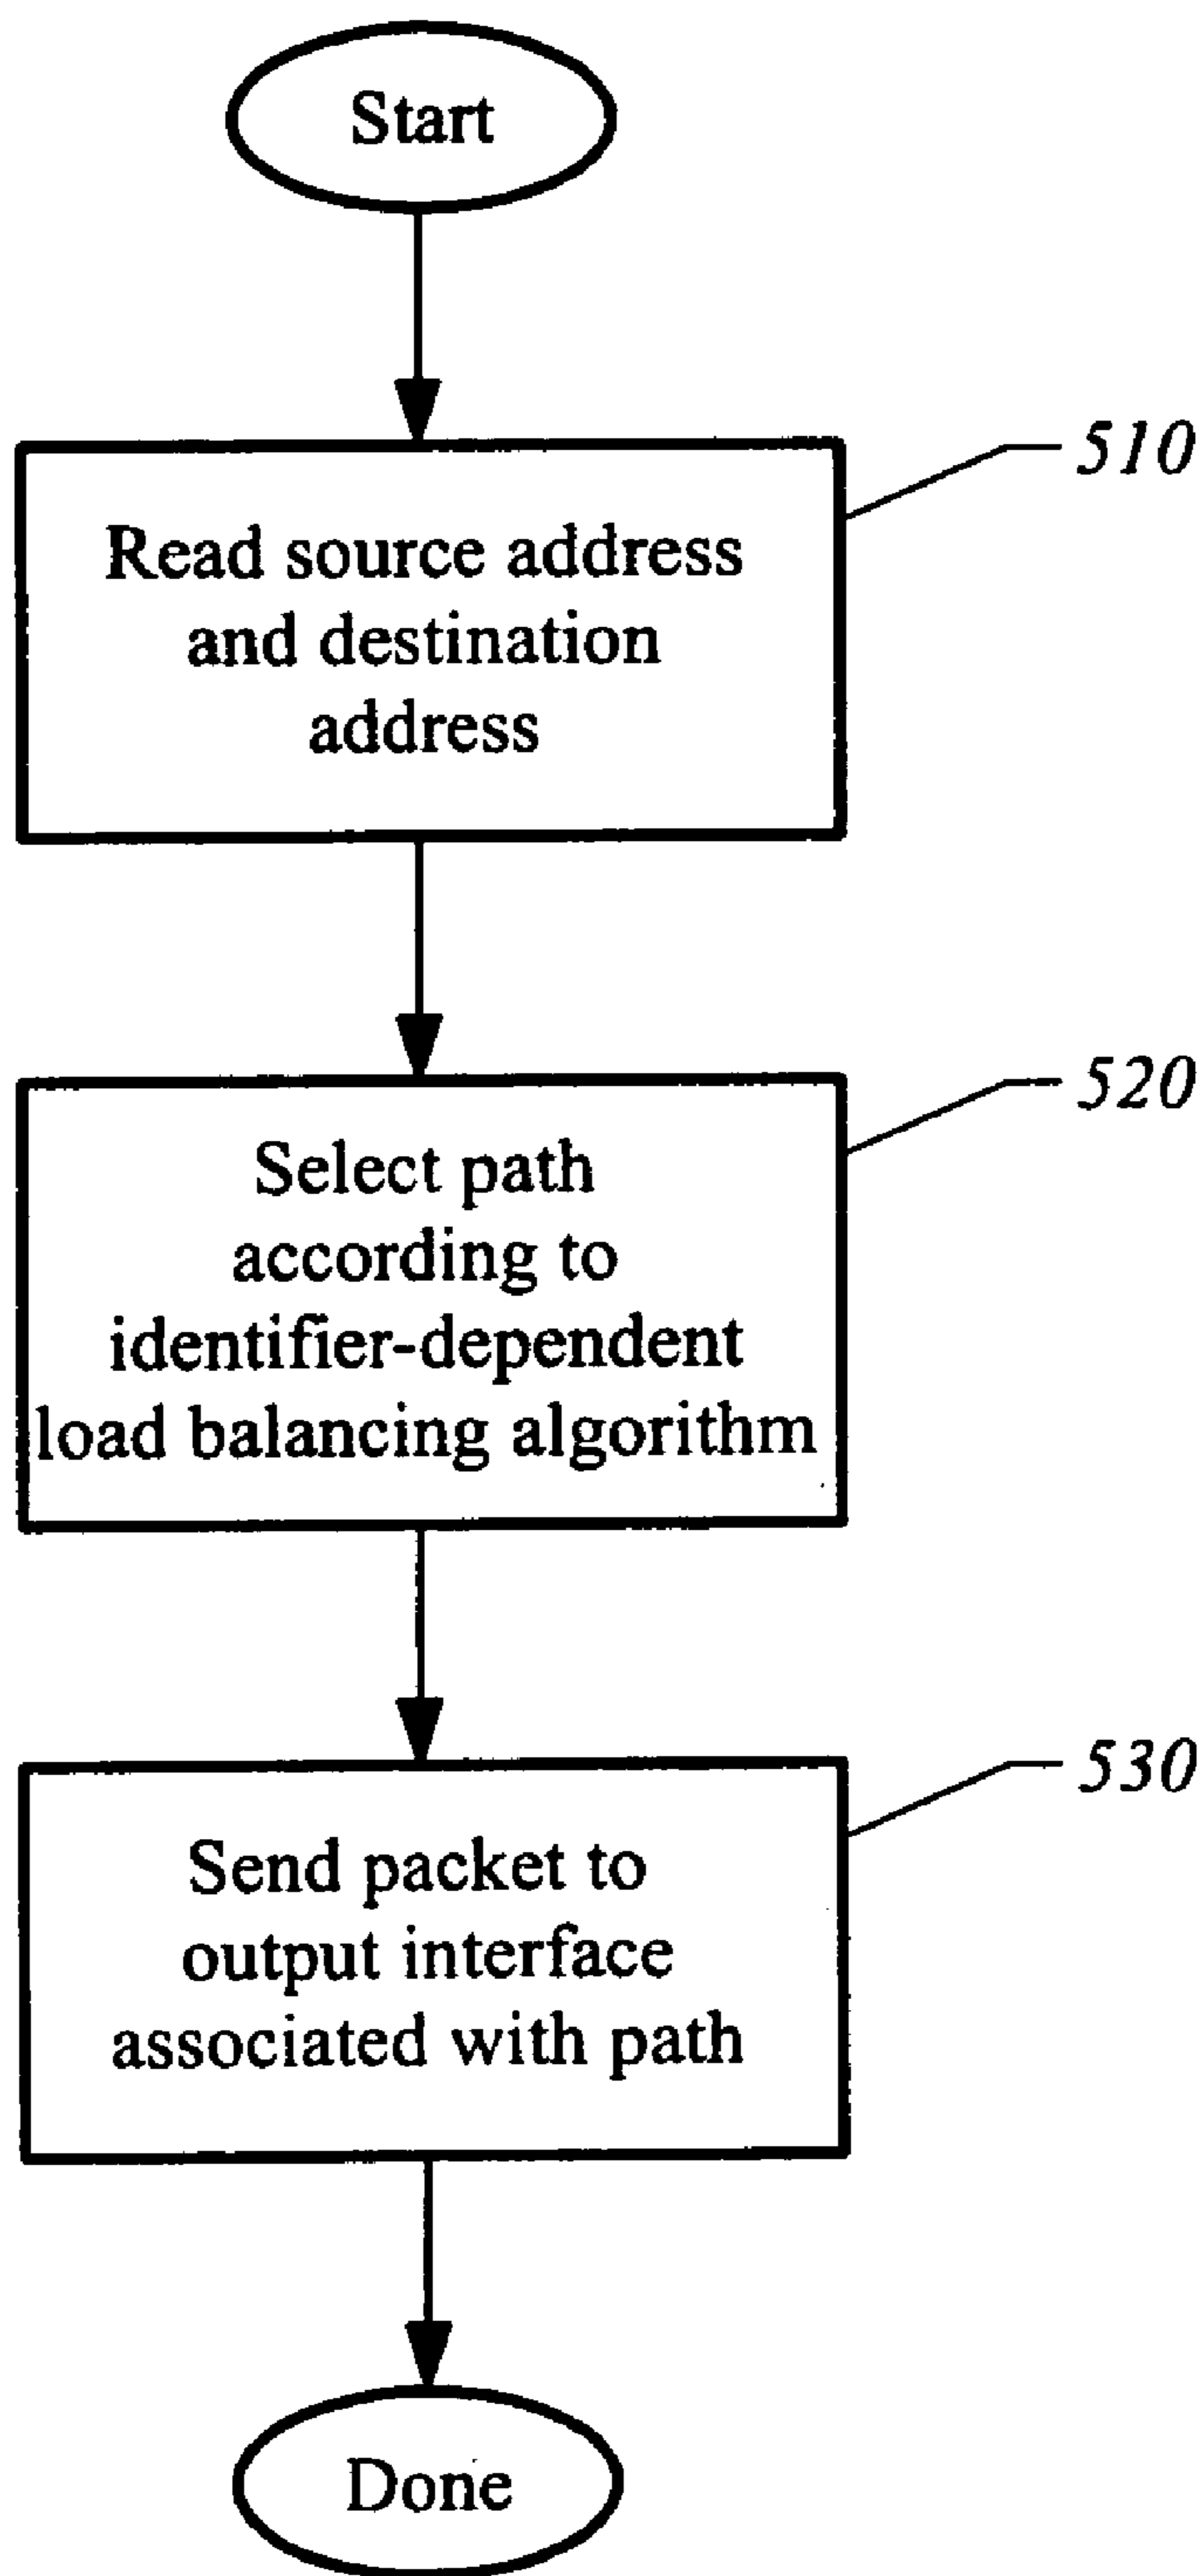 Start
510
Read source address
and destination
address
520
Select path
according to
identifier-dependent
load balancing algorithm
530
Send packet to
output interface
associated with path
Done